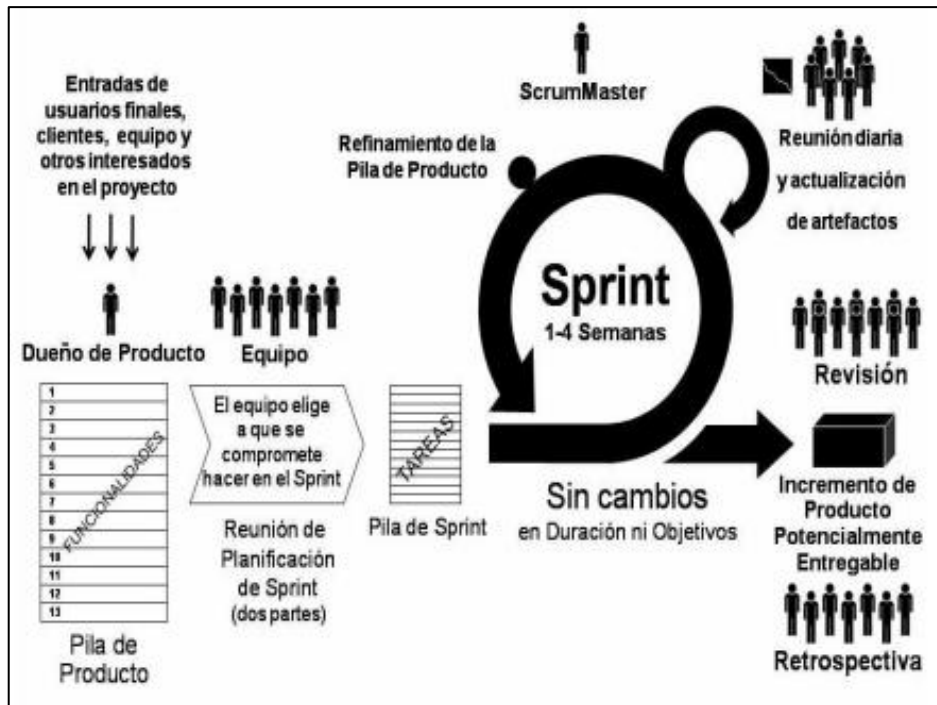 Entradas de
usuarios finales,
clientes, equipo y
otros interesados
en el proyecto
Dueño de Producto
1
2
3
4
5
6
7
8
9
10
11
12
13
FUNCIONALIDADES
Pila de
Producto
Equipo
El equipo elige
a que se
compromete
hacer en el Sprint
Reunión de
Planificación
de Sprint
(dos partes)
TAREAS
Pila de Sprint
ScrumMaster
Refinamiento de la
Pila de Producto
Sprint
1-4 Semanas
Sin cambios
en Duración ni Objetivos
Reunión diaria
y actualización
de artefactos
Revisión
Incremento de
Producto
Potencialmente
Entregable
Retrospectiva